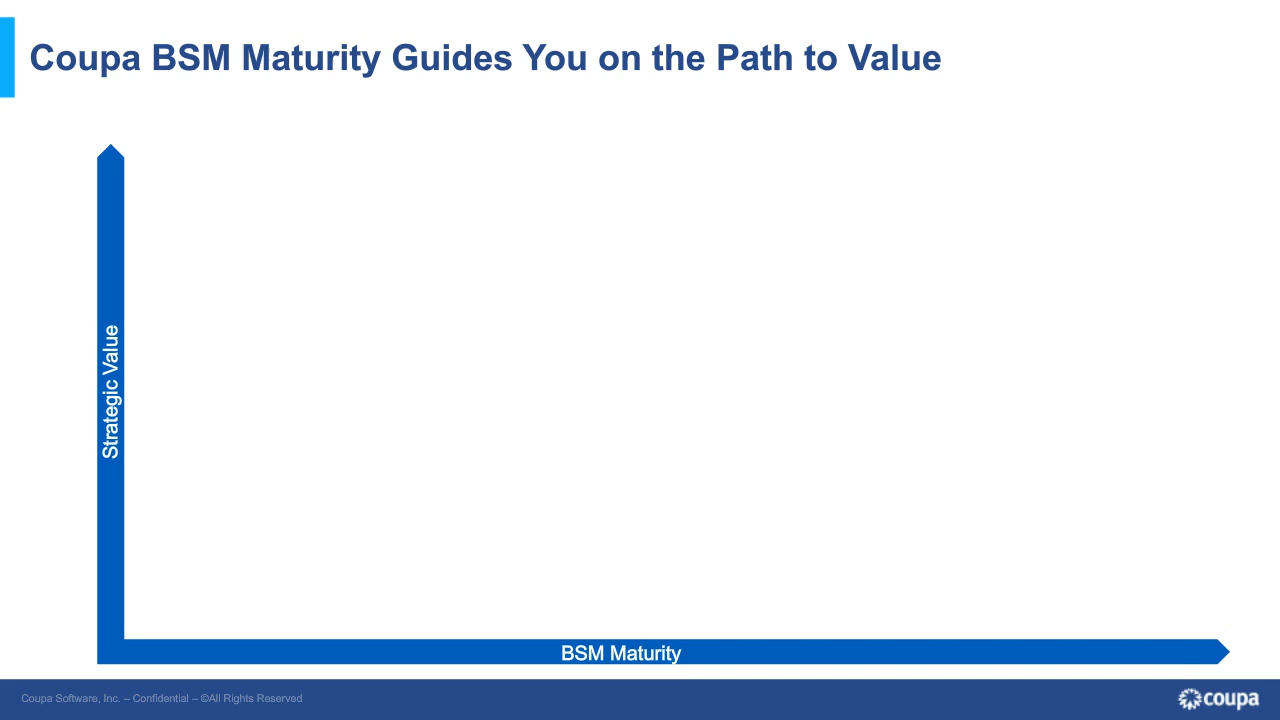 Coupa BSM Maturity Guides You on the Path to Value
Strategic Value
BSM Maturity
Coupa Software, Inc. – Confidential – ©All Rights Reserved
coupa